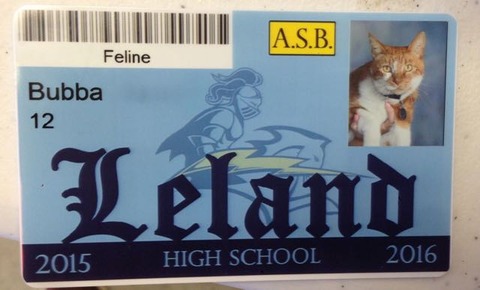 Feline
A.S.B.
Bubba
12
Leland
2015 HIGH SCHOOL 2016